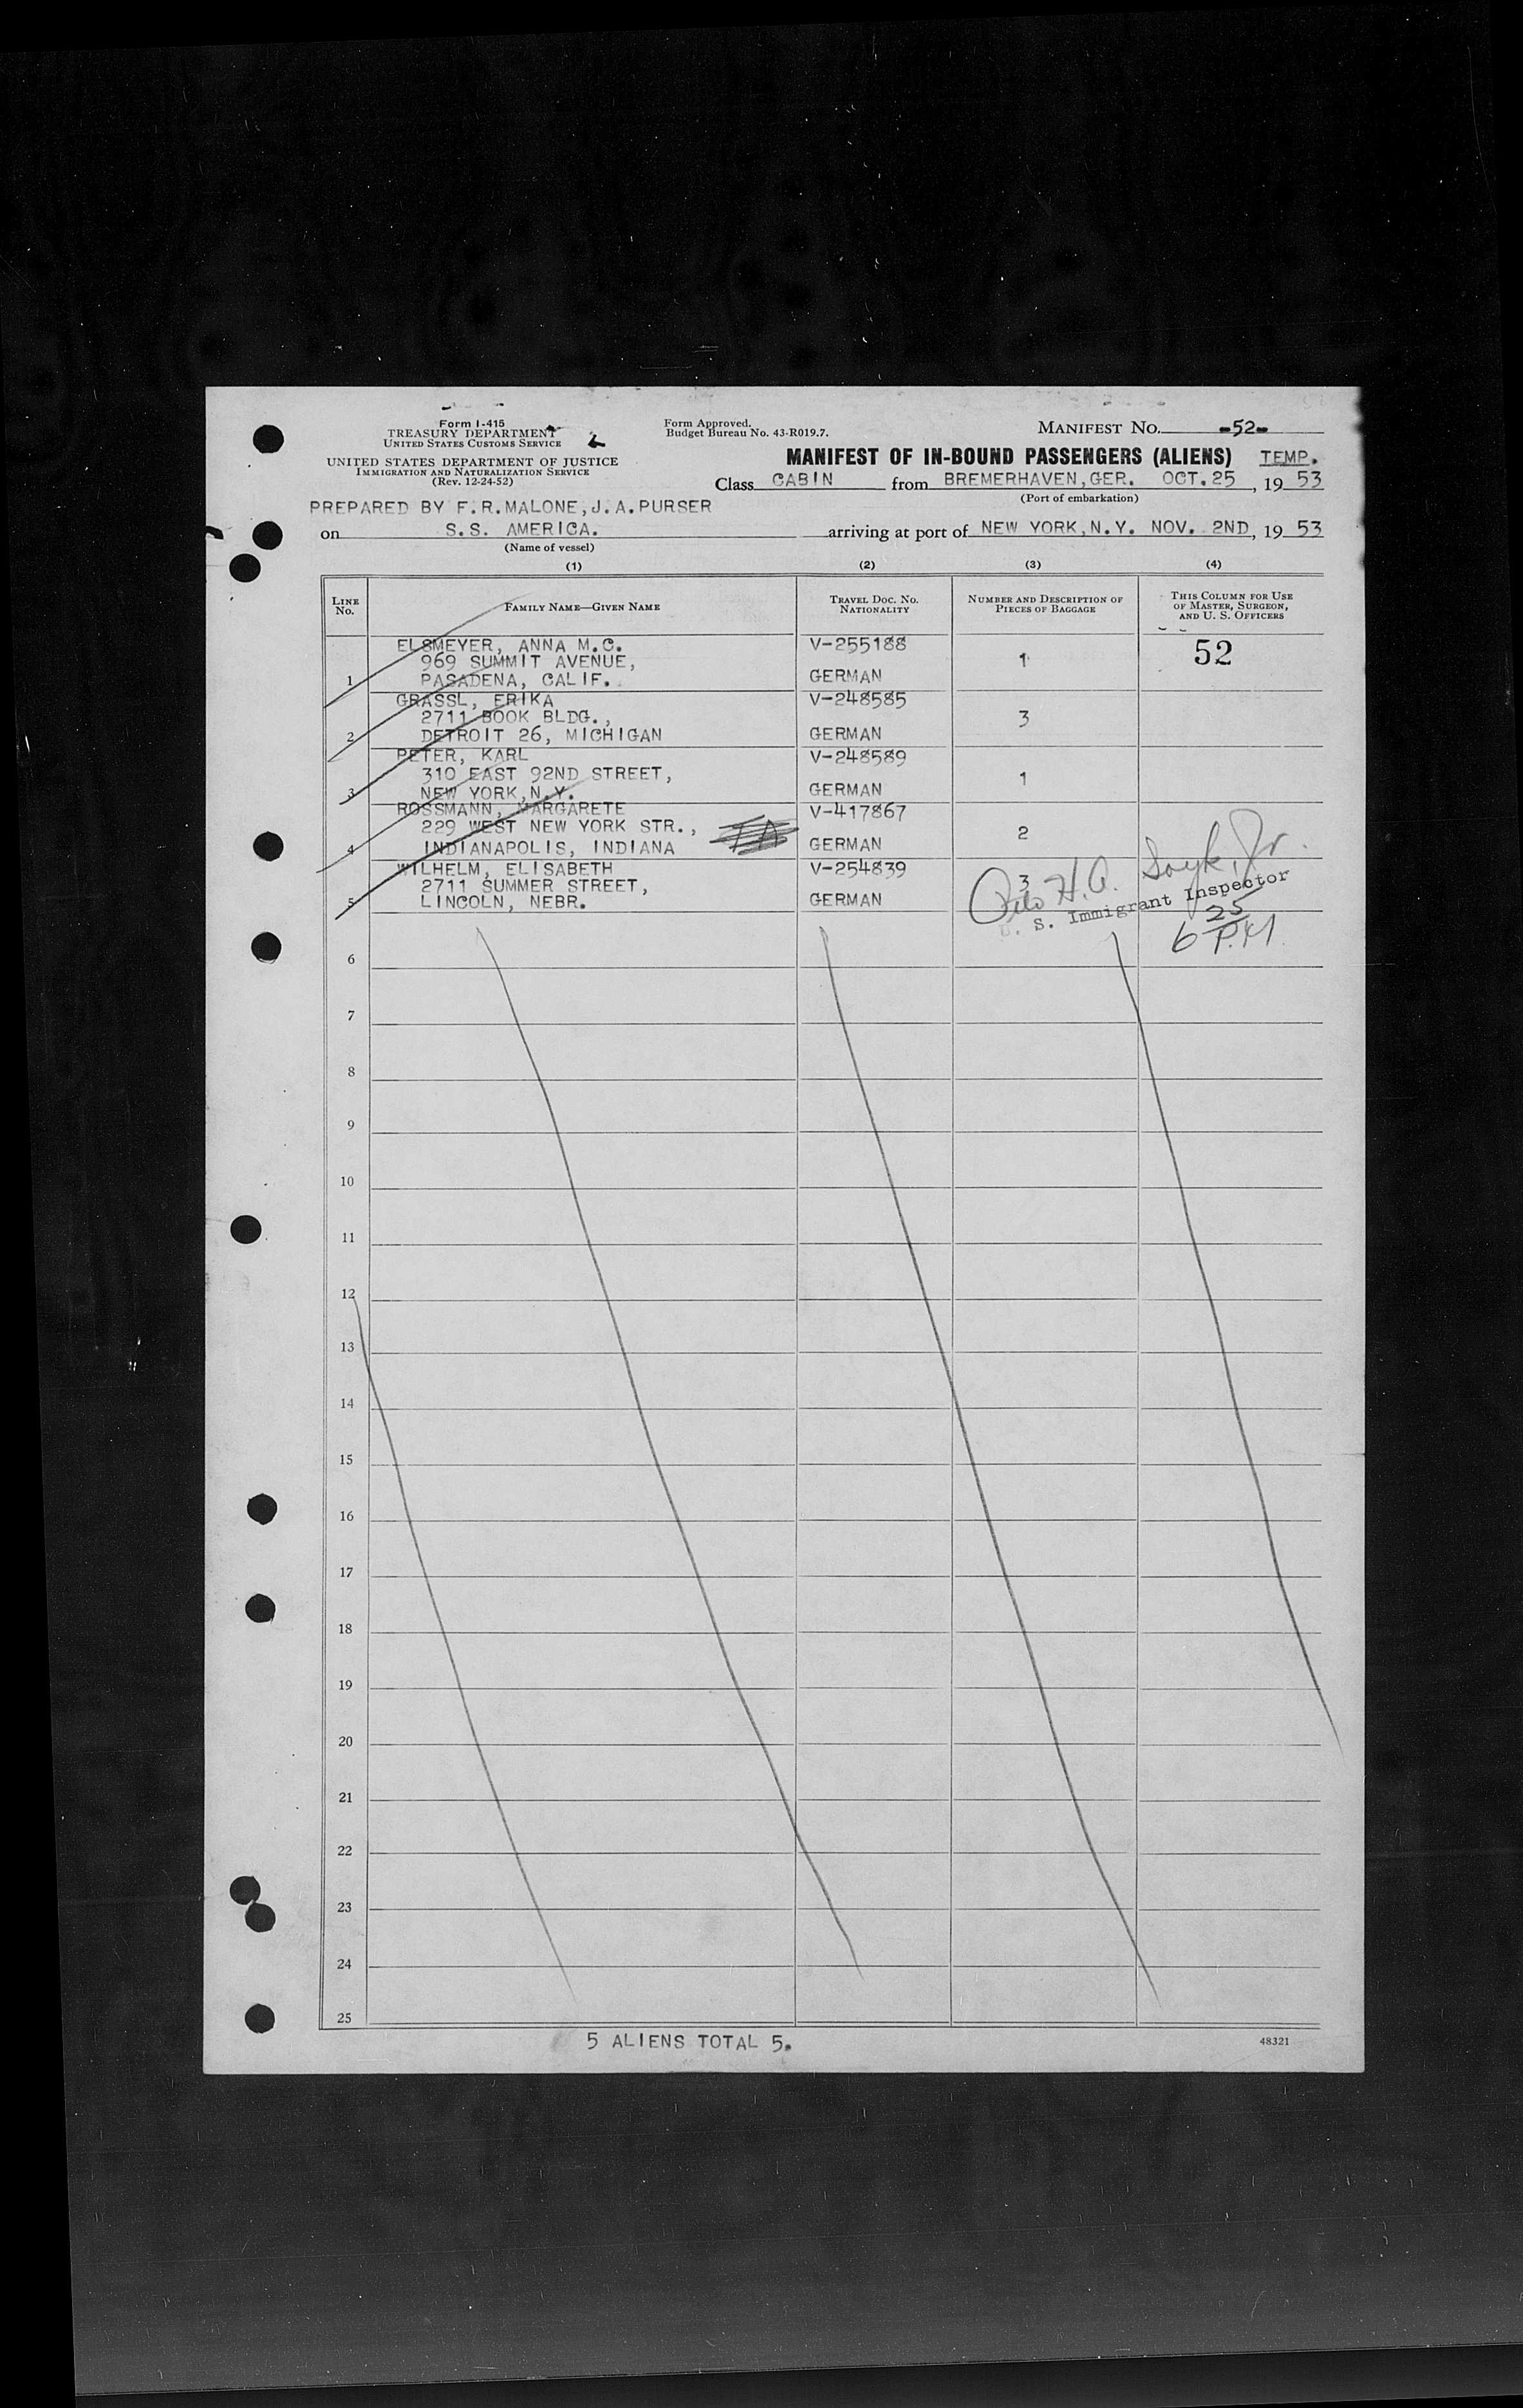 Form I-415
TREASURY DEPARTMENT
UNITED STATES CUSTOMS SERVICE
UNITED STATES DEPARTMENT OF JUSTICE
IMMIGRATION AND NATURALIZATION SERVICE
(Rev. 12-24-52)
Form Approved.
Budget Bureau No. 43-R019.7.
MANIFEST NO. -52-
MANIFEST OF IN-BOUND PASSENGERS (ALIENS) TEMP.
Class CABIN from BREMERHAVEN,GER. OCT.25, 19 53
(Port of embarkation)
PREPARED BY F.R.MALONE,J.A.PURSER
on S.S. AMERICA. arriving at port of NEW YORK,N.Y. NOV. 2ND, 19 53
(Name of vessel)
(1) (2) (3) (4)
LINE NO. FAMILY NAME—GIVEN NAME TRAVEL DOC. NO. NATIONALITY NUMBER AND DESCRIPTION OF PIECES OF BAGGAGE THIS COLUMN FOR USE OF MASTER, SURGEON, AND U. S. OFFICERS
ELSMEYER, ANNA M.C. V-255188 52
969 SUMMIT AVENUE, 1
1 PASADENA, CALIF. GERMAN
GRASSL, ERIKA V-248585
2711 BOOK BLDG., 3
2 DETROIT 26, MICHIGAN GERMAN
PETER, KARL V-248589
310 EAST 92ND STREET, 1
3 NEW YORK,N.Y. GERMAN
ROSSMANN, MARGARETE V-417867
229 WEST NEW YORK STR., 2
4 INDIANAPOLIS, INDIANA GERMAN
WILHELM, ELISABETH V-254839 3
2711 SUMMER STREET,
5 LINCOLN, NEBR. GERMAN
H.A. Jr.
S. Immigrant Inspector
6 25 P.M.
6
7
8
9
10
11
12
13
14
15
16
17
18
19
20
21
22
23
24
25
5 ALIENS TOTAL 5.
48321